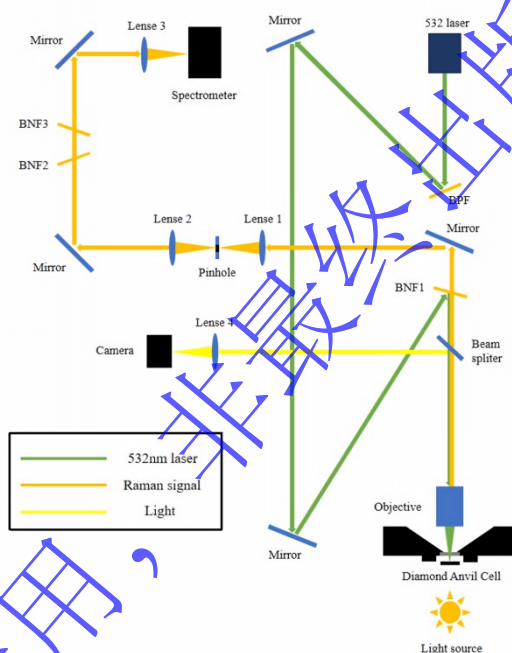 Lense 3
Mirror
Mirror
532 laser
Spectrometer
BNF3
BNF2
BPF
Lense 2
Lense 1
Mirror
Mirror
Pinhole
BNF1
Lense 4
Camera
Beam
spliter
532nm laser
Raman signal
Light
Objective
Mirror
Diamond Anvil Cell
Light source